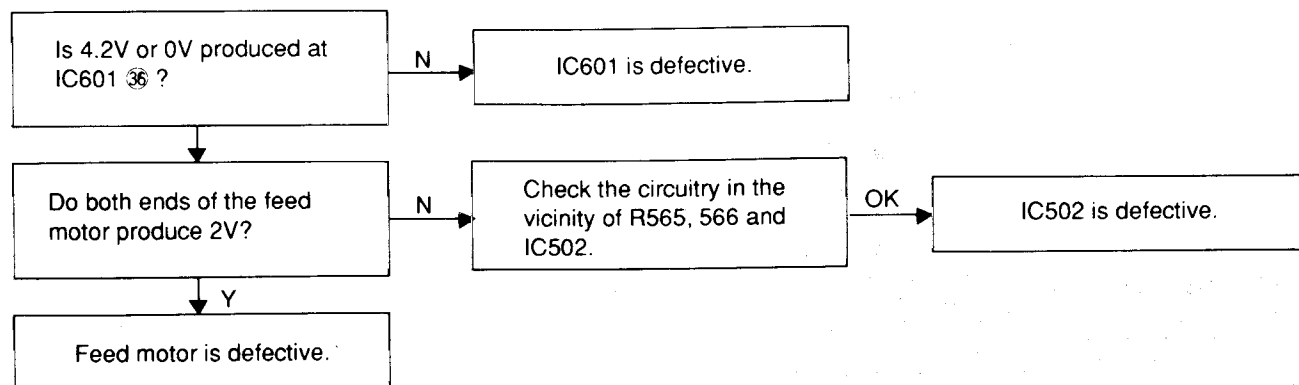 Is 4.2V or 0V produced at
IC601 ㊱ ?
N
IC601 is defective.
Do both ends of the feed
motor produce 2V?
N
Check the circuitry in the
vicinity of R565, 566 and
IC502.
OK
IC502 is defective.
Y
Feed motor is defective.